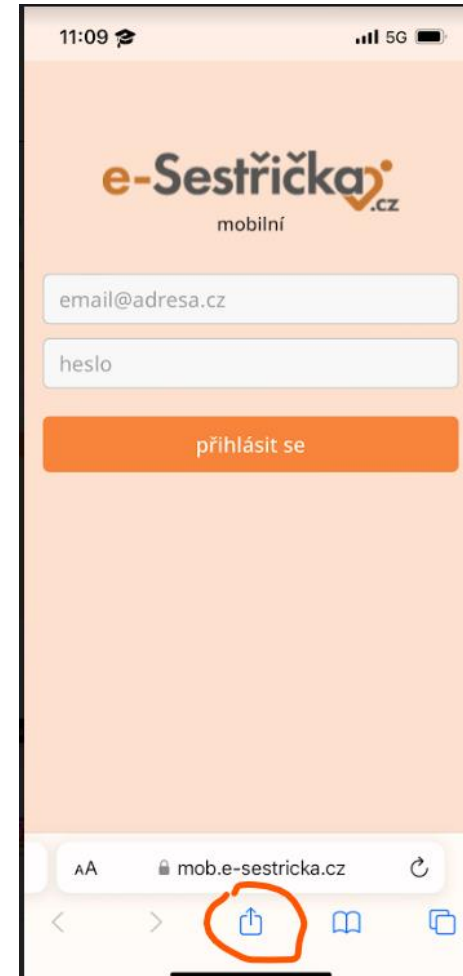 11:09 5G
e-Sestřička.cz
mobilní
email@adresa.cz
heslo
přihlásit se
AA mob.e-sestricka.cz